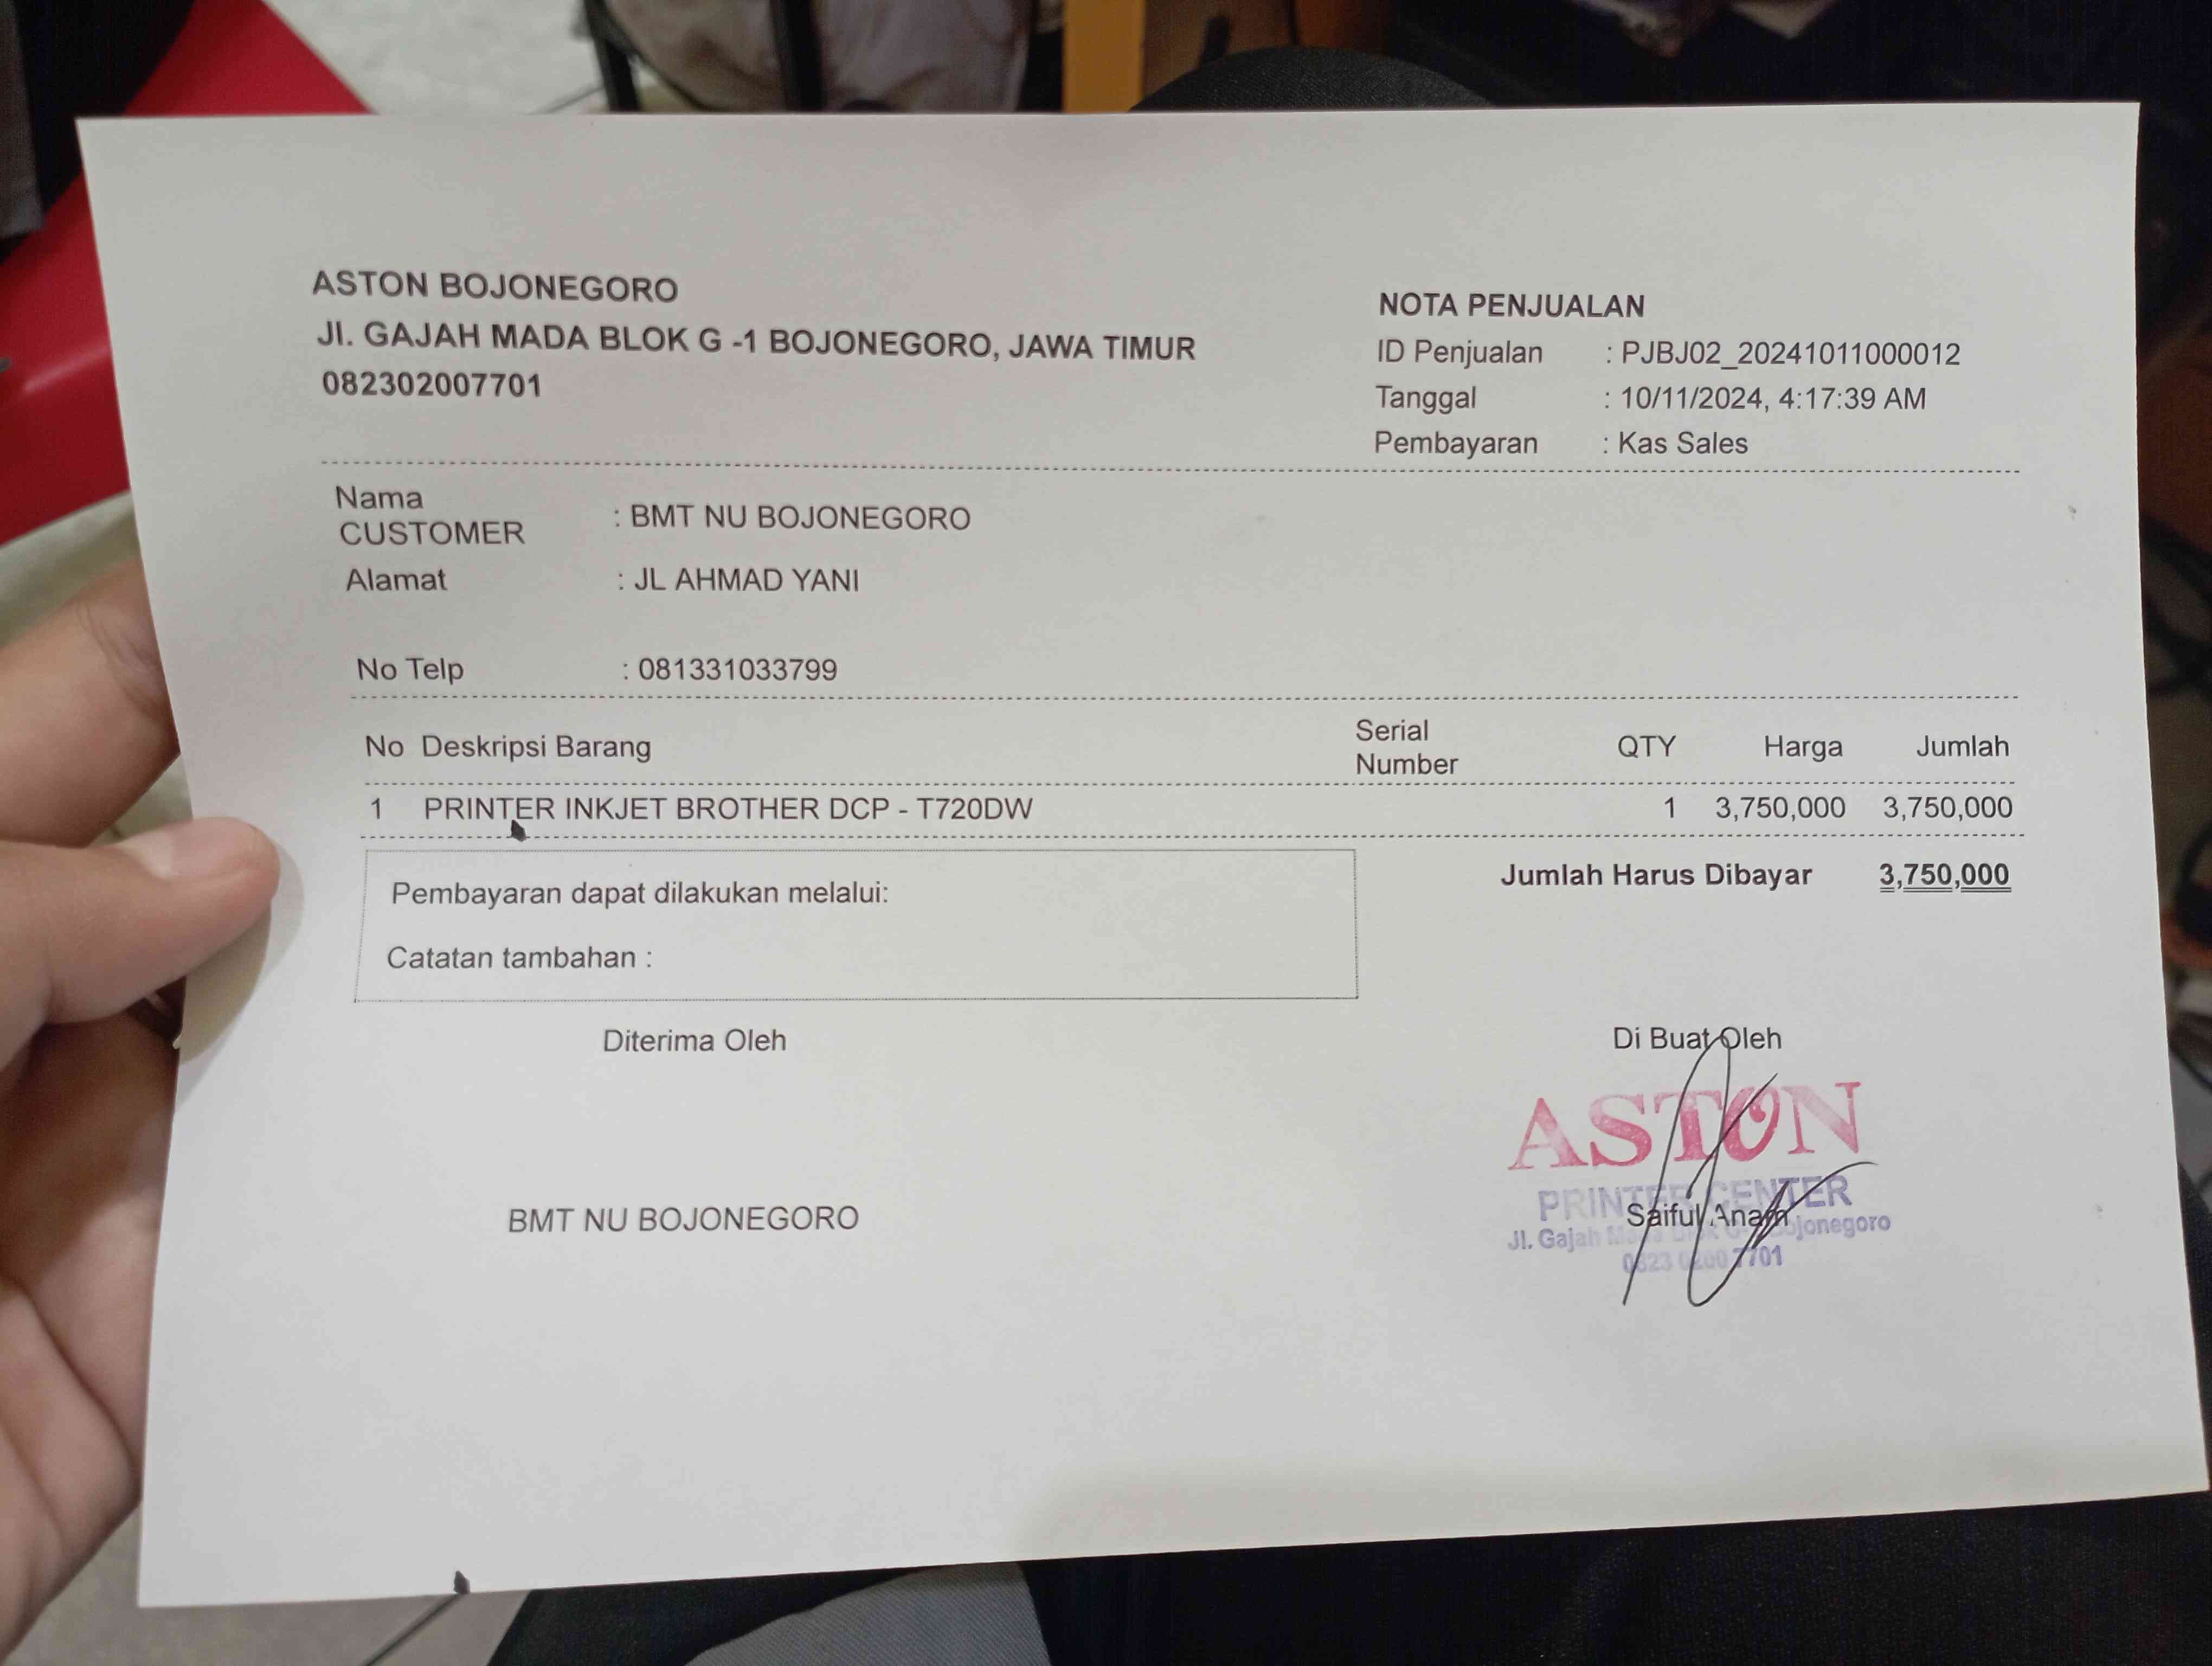 ASTON BOJONEGORO
Jl. GAJAH MADA BLOK G -1 BOJONEGORO, JAWA TIMUR
082302007701
NOTA PENJUALAN
ID Penjualan : PJBJ02_20241011000012
Tanggal : 10/11/2024, 4:17:39 AM
Pembayaran : Kas Sales
Nama CUSTOMER : BMT NU BOJONEGORO
Alamat : JL AHMAD YANI
No Telp : 081331033799
No Deskripsi Barang Serial Number QTY Harga Jumlah
1 PRINTER INKJET BROTHER DCP - T720DW 1 3,750,000 3,750,000
Jumlah Harus Dibayar 3,750,000
Pembayaran dapat dilakukan melalui:
Catatan tambahan :
Diterima Oleh
BMT NU BOJONEGORO
Di Buat Oleh
ASTON
PRINTER CENTER
Saiful Anam
Jl. Gajah Bojonegoro
7701